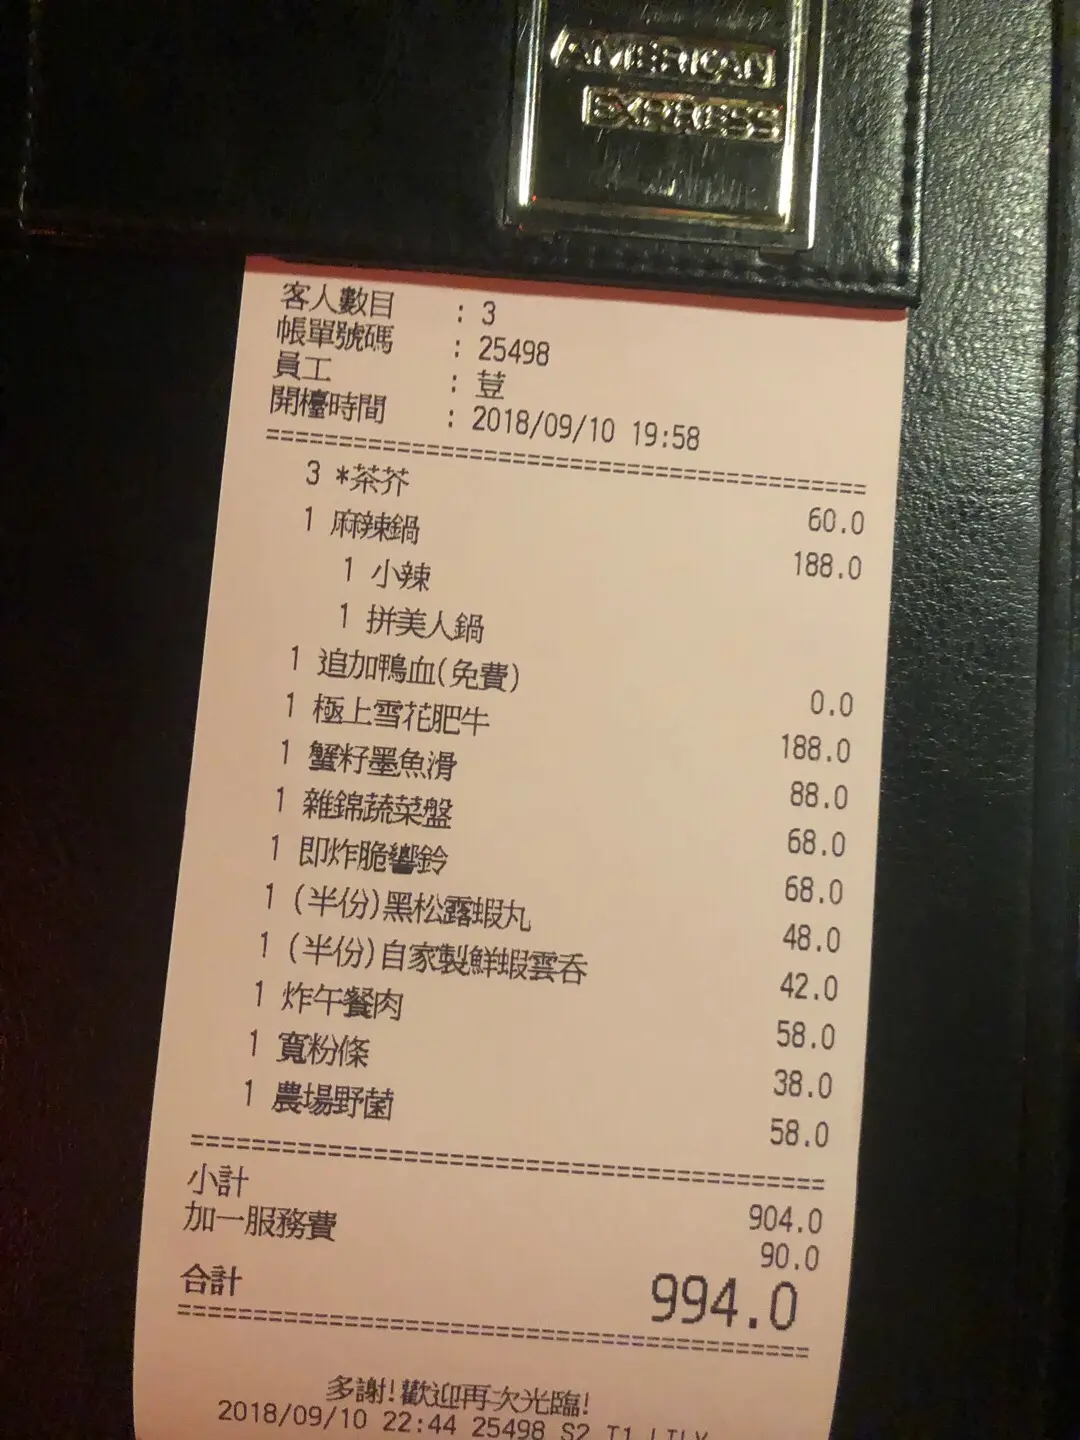 AMERICAN
EXPRESS
客人數目 : 3
帳單號碼 : 25498
員工 : 荳
開檯時間 : 2018/09/10 19:58
3 *茶芥 60.0
1 麻辣鍋 188.0
1 小辣
1 拼美人鍋
1 追加鴨血(免費) 0.0
1 極上雪花肥牛 188.0
1 蟹籽墨魚滑 88.0
1 雜錦蔬菜盤 68.0
1 即炸脆響鈴 68.0
1 (半份)黑松露蝦丸 48.0
1 (半份)自家製鮮蝦雲呑 42.0
1 炸午餐肉 58.0
1 寬粉條 38.0
1 農場野菌 58.0
小計 904.0
加一服務費 90.0
合計 994.0
多謝!歡迎再次光臨!
2018/09/10 22:44 25498 S2 T1 LILY